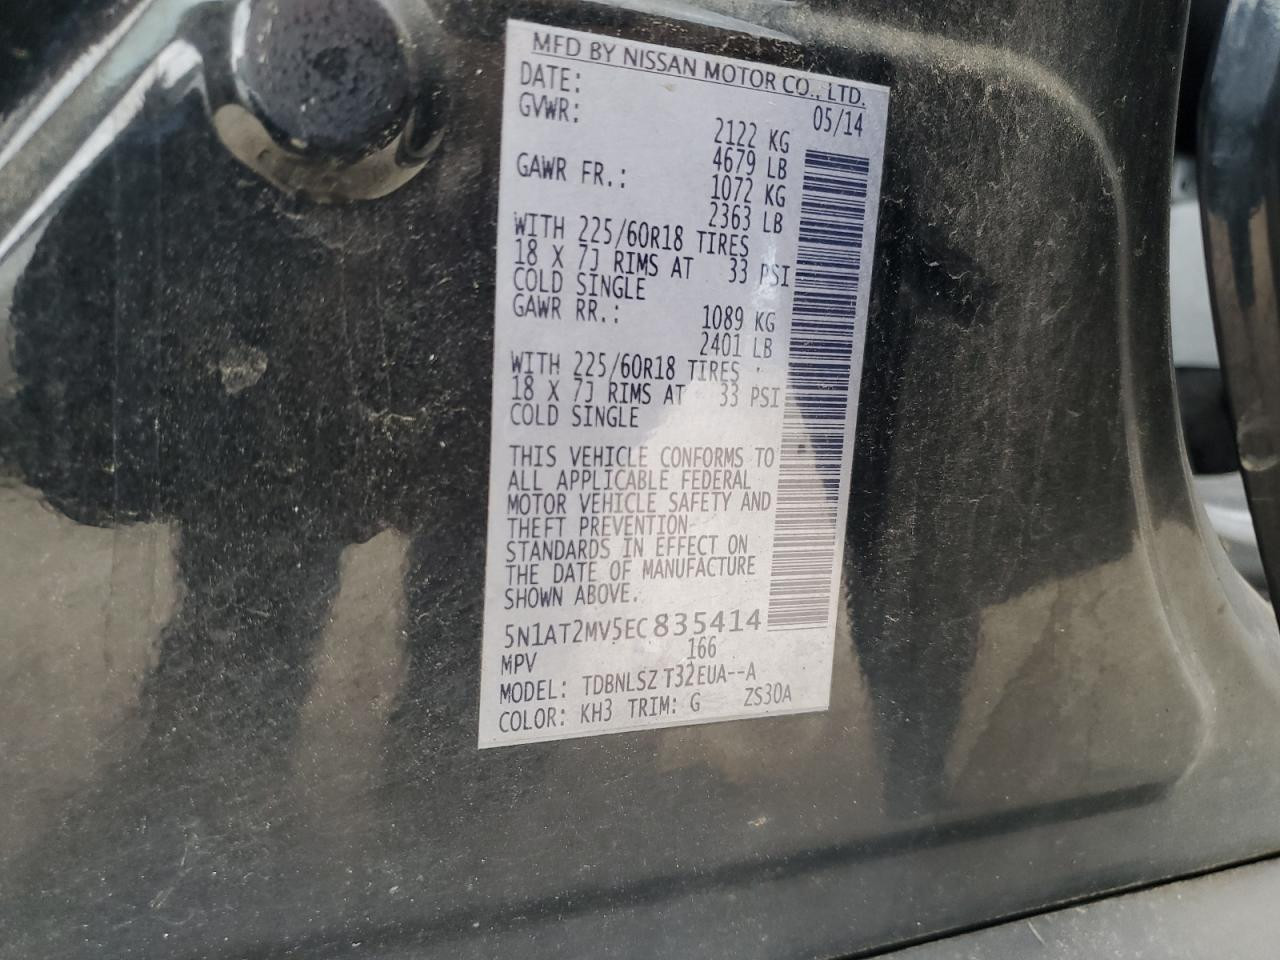 MFD BY NISSAN MOTOR CO., LTD.
DATE: 05/14
GVWR: 2122 KG
4679 LB
GAWR FR.: 1072 KG
2363 LB
WITH 225/60R18 TIRES
18 X 7J RIMS AT 33 PSI
COLD SINGLE
GAWR RR.: 1089 KG
2401 LB
WITH 225/60R18 TIRES
18 X 7J RIMS AT 33 PSI
COLD SINGLE
THIS VEHICLE CONFORMS TO
ALL APPLICABLE FEDERAL
MOTOR VEHICLE SAFETY AND
THEFT PREVENTION
STANDARDS IN EFFECT ON
THE DATE OF MANUFACTURE
SHOWN ABOVE.
5N1AT2MV5EC835414
MPV 166
MODEL: TDBNLSZ T32EUA--A
COLOR: KH3 TRIM: G ZS30A